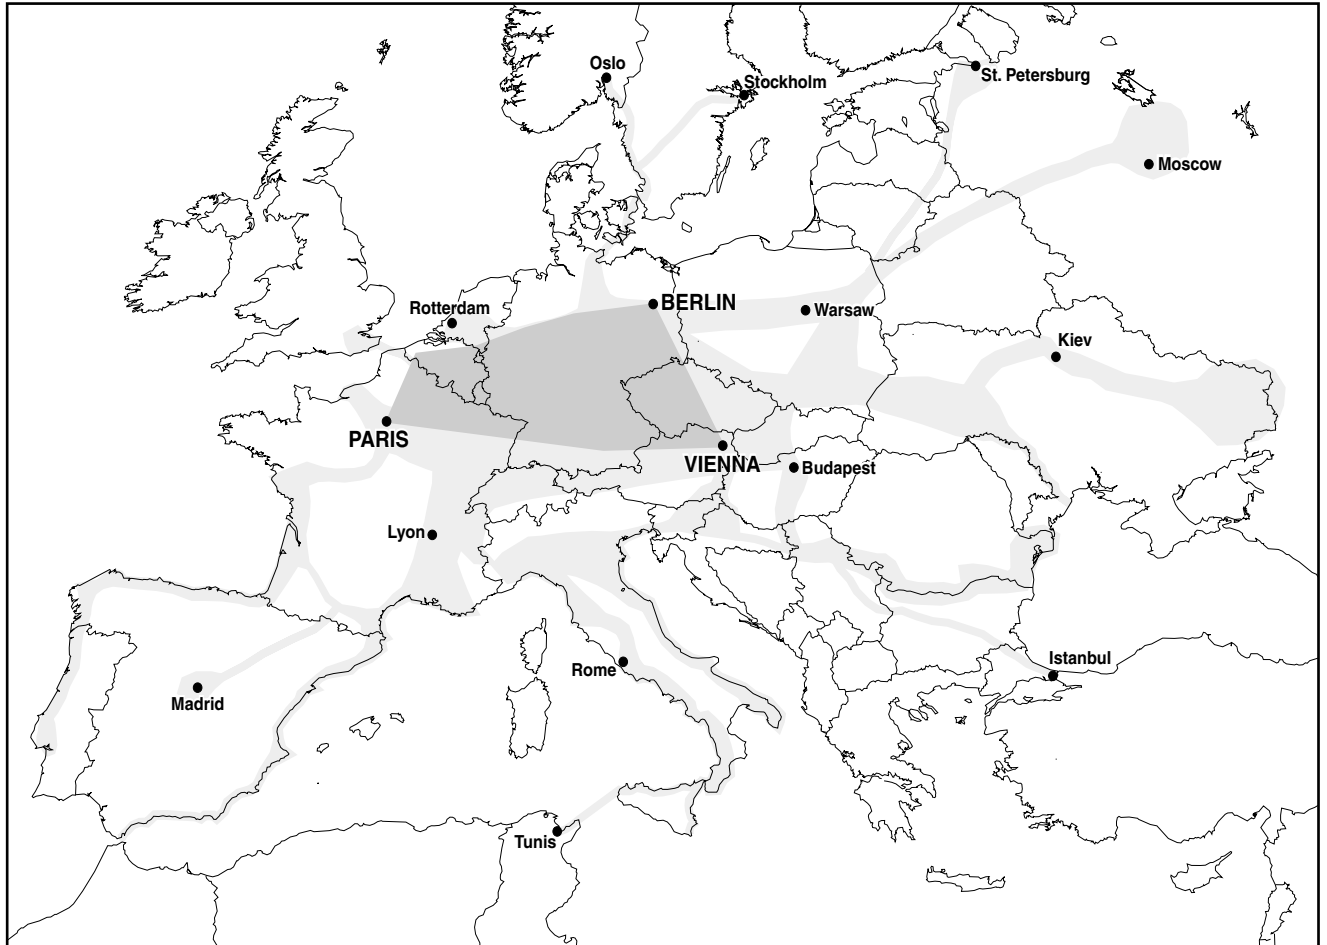 Oslo
Stockholm
St. Petersburg
Moscow
Rotterdam
BERLIN
Warsaw
Kiev
PARIS
VIENNA
Budapest
Lyon
Rome
Istanbul
Madrid
Tunis